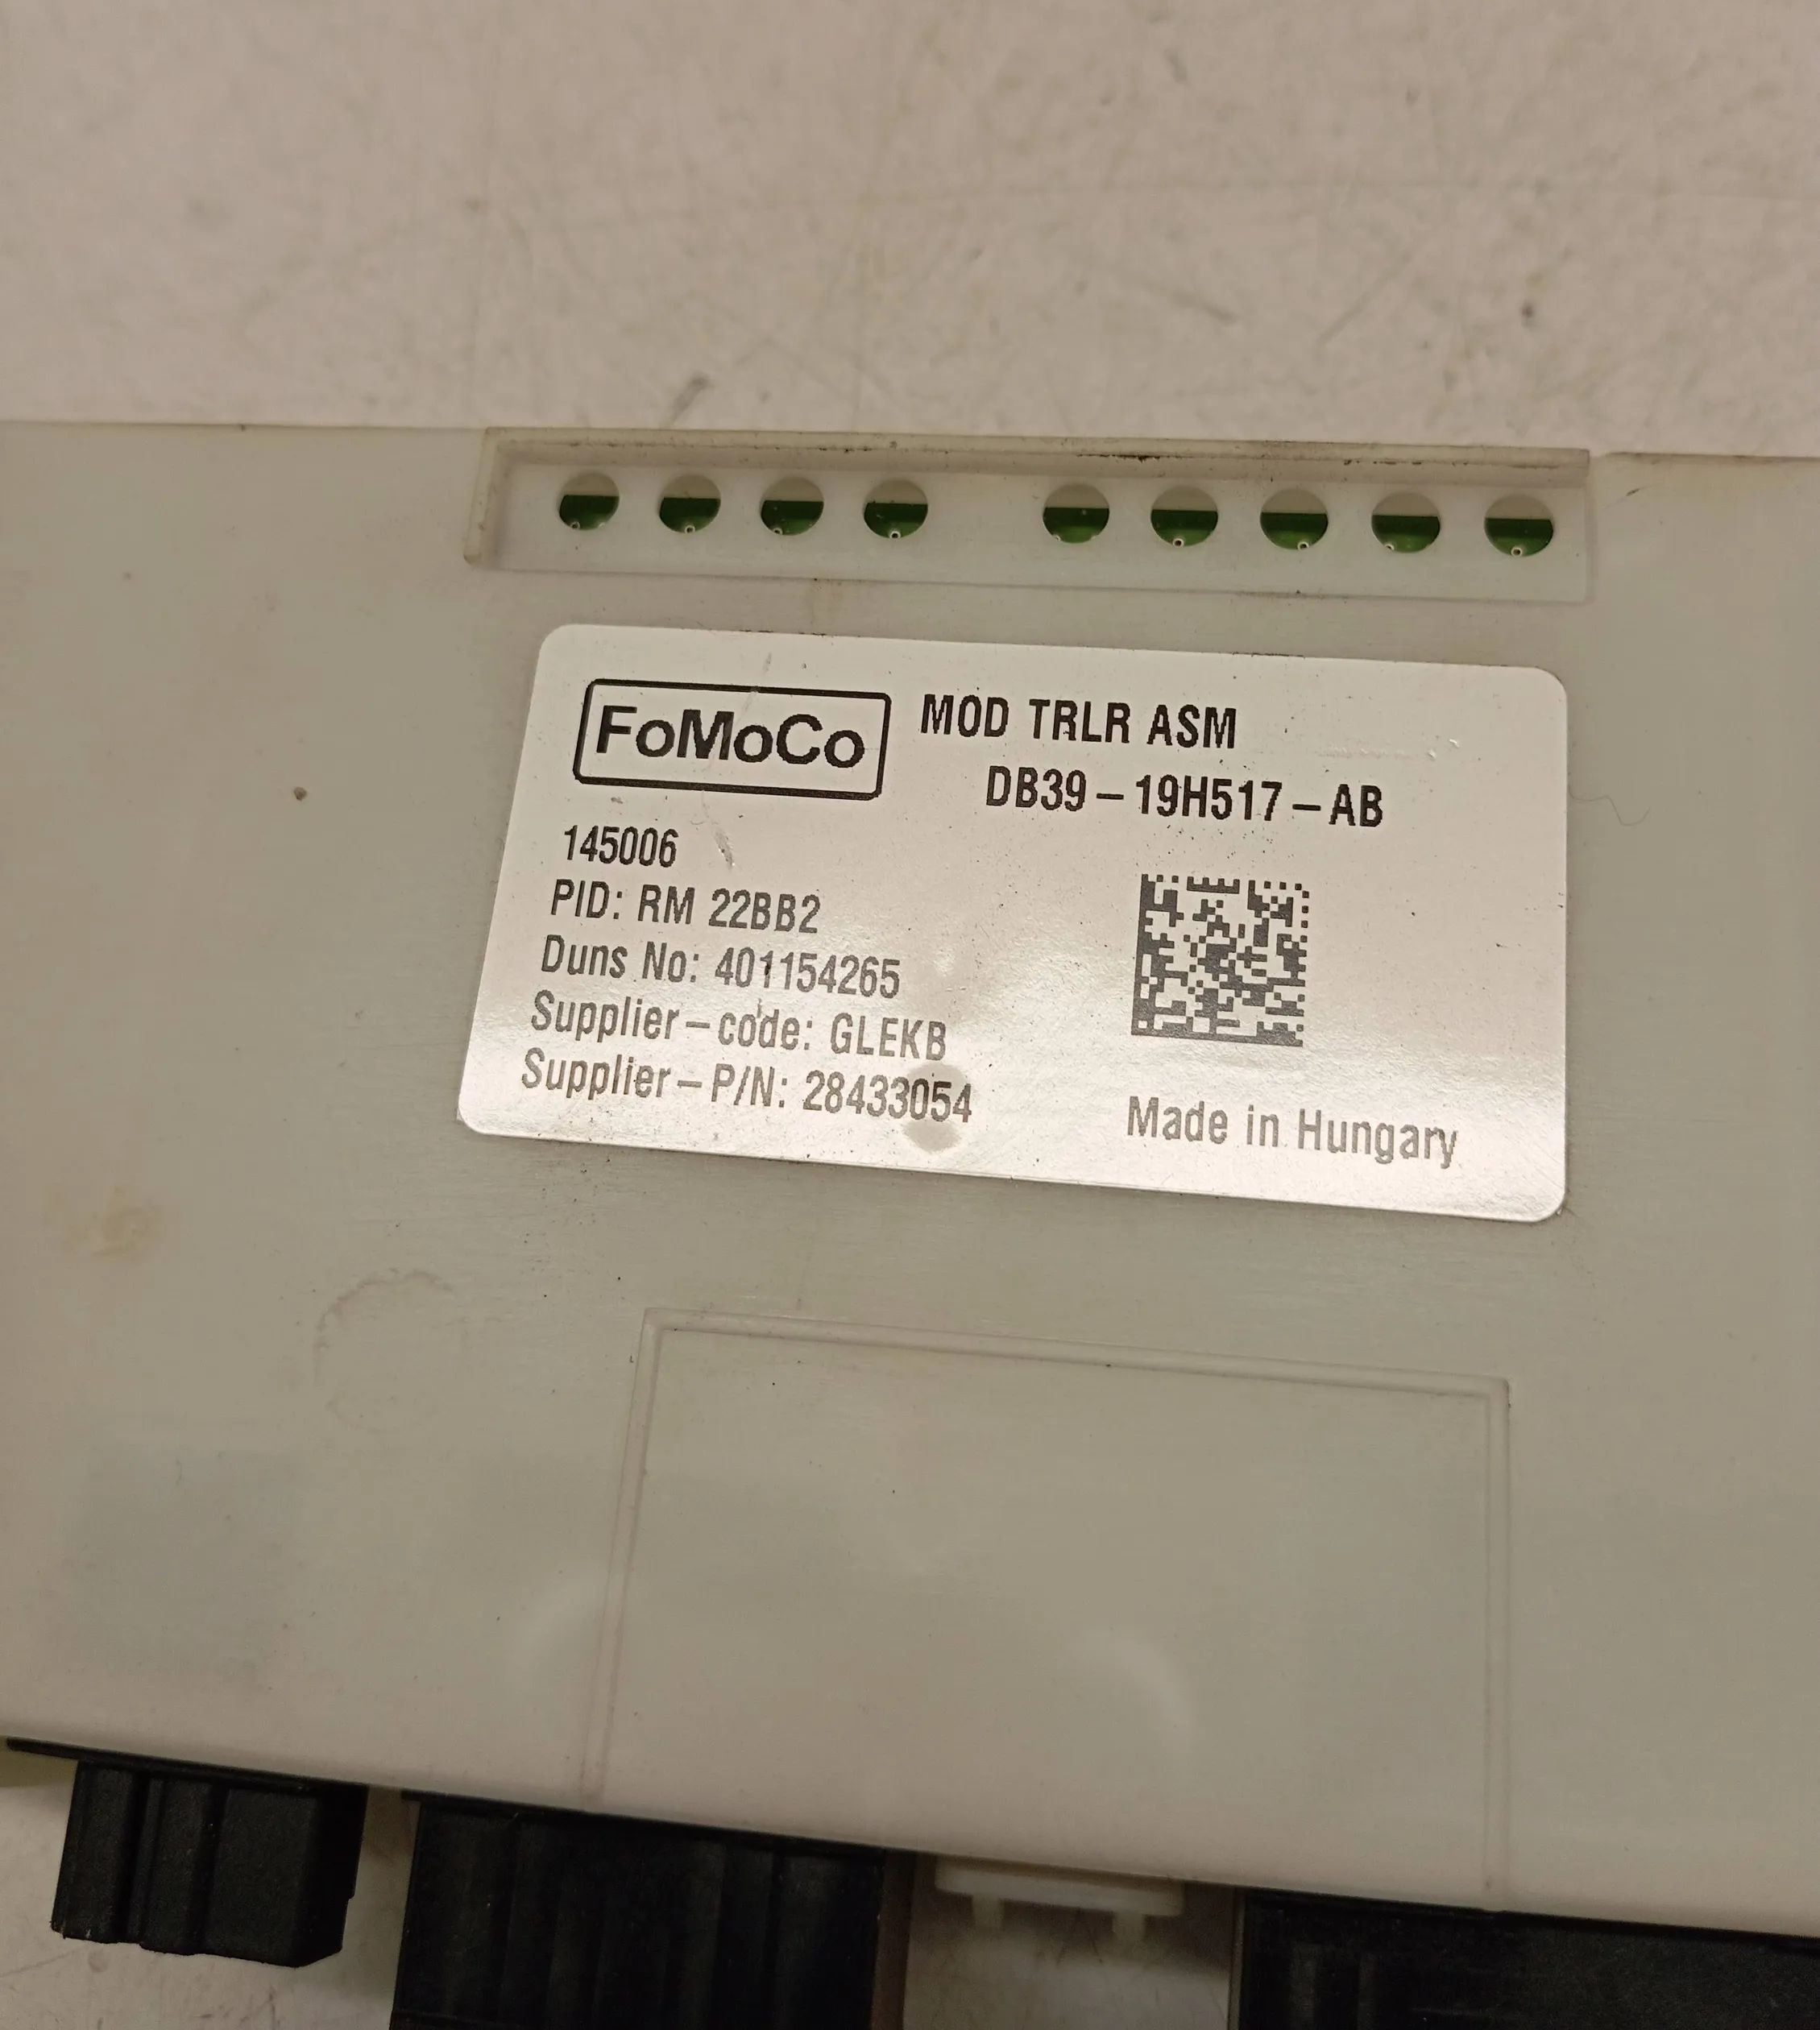 FoMoCo
MOD TRLR ASM
DB39-19H517-AB
145006
PID: RM 22BB2
Duns No: 401154265
Supplier-code: GLEKB
Supplier-P/N: 28433054
Made in Hungary